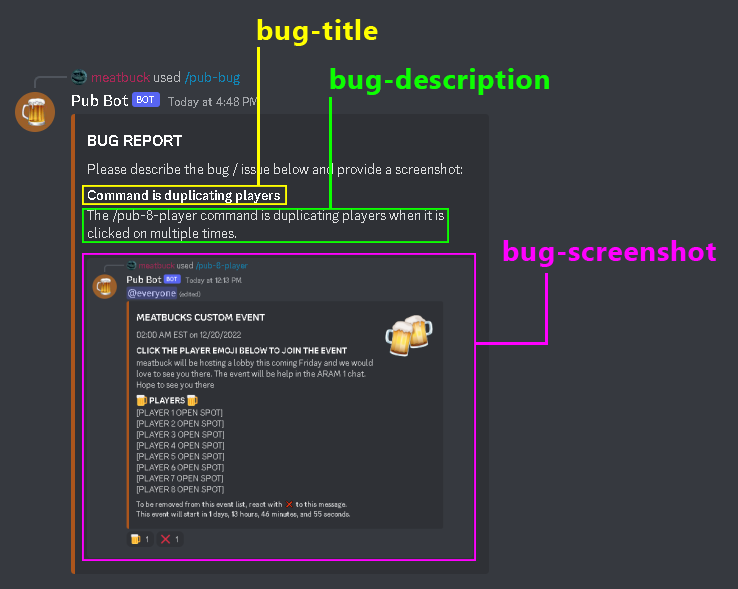 bug-title
bug-description
meatbuck used /pub-bug
Pub Bot BOT Today at 4:48 PM
BUG REPORT
Please describe the bug / issue below and provide a screenshot:
Command is duplicating players
The /pub-8-player command is duplicating players when it is
clicked on multiple times.
bug-screenshot
meatbuck used /pub-8-player
Pub Bot BOT Today at 12:13 PM
@everyone (edited)
MEATBUCKS CUSTOM EVENT
02:00 AM EST on 12/20/2022
CLICK THE PLAYER EMOJI BELOW TO JOIN THE EVENT
meatbuck will be hosting a lobby this coming Friday and we would
love to see you there. The event will be help in the ARAM 1 chat.
Hope to see you there
🍺PLAYERS🍺
[PLAYER 1 OPEN SPOT]
[PLAYER 2 OPEN SPOT]
[PLAYER 3 OPEN SPOT]
[PLAYER 4 OPEN SPOT]
[PLAYER 5 OPEN SPOT]
[PLAYER 6 OPEN SPOT]
[PLAYER 7 OPEN SPOT]
[PLAYER 8 OPEN SPOT]
To be removed from this event list, react with ❌ to this message.
This event will start in 1 days, 13 hours, 46 minutes, and 55 seconds.
🍺 1 ❌ 1